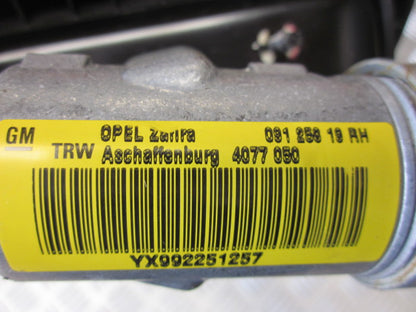 GM OPEL Zafira 091 256 19 RH
TRW Aschaffenburg 4077 050
YX992251257